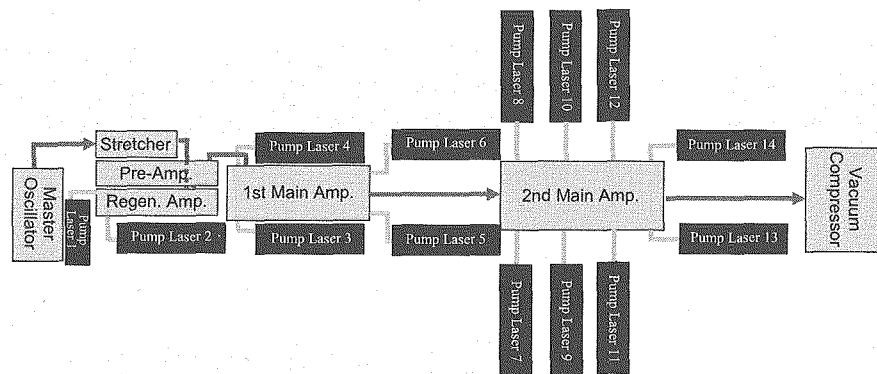 Pump Laser 8
Pump Laser 10
Pump Laser 12
Stretcher
Pump Laser 4
Pump Laser 6
Pump Laser 14
Pre-Amp.
Regen. Amp.
1st Main Amp.
2nd Main Amp.
Master
Oscillator
Vacuum
Compressor
Pump
Laser 1
Pump Laser 2
Pump Laser 3
Pump Laser 5
Pump Laser 13
Pump Laser 7
Pump Laser 9
Pump Laser 11